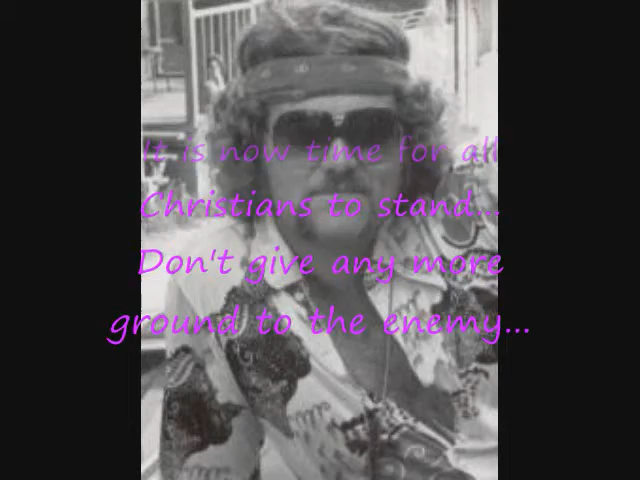 It is now time for all
Christians to stand...
Don't give any more
ground to the enemy...